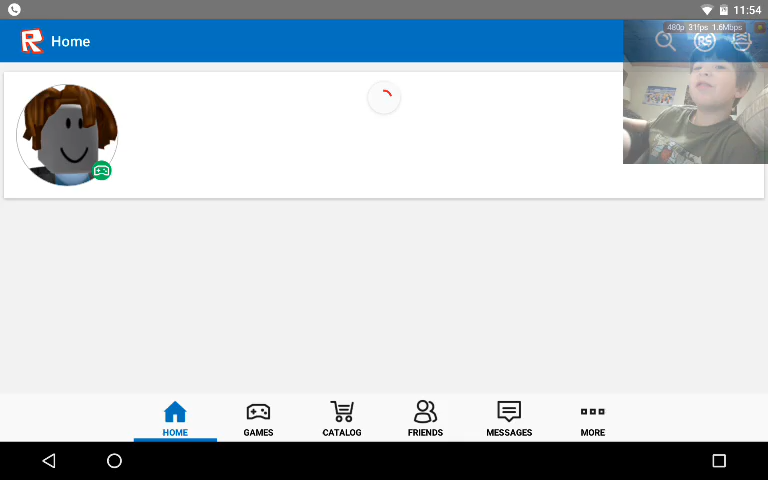 11:54
R Home
480p 31fps 1.6Mbps
R$
HOME GAMES CATALOG FRIENDS MESSAGES MORE